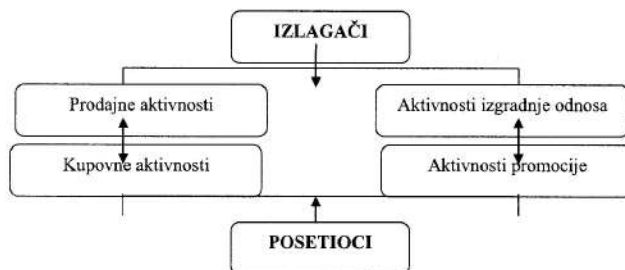 IZLAGAČI
Prodajne aktivnosti
Aktivnosti izgradnje odnosa
Kupovne aktivnosti
Aktivnosti promocije
POSETIOCI